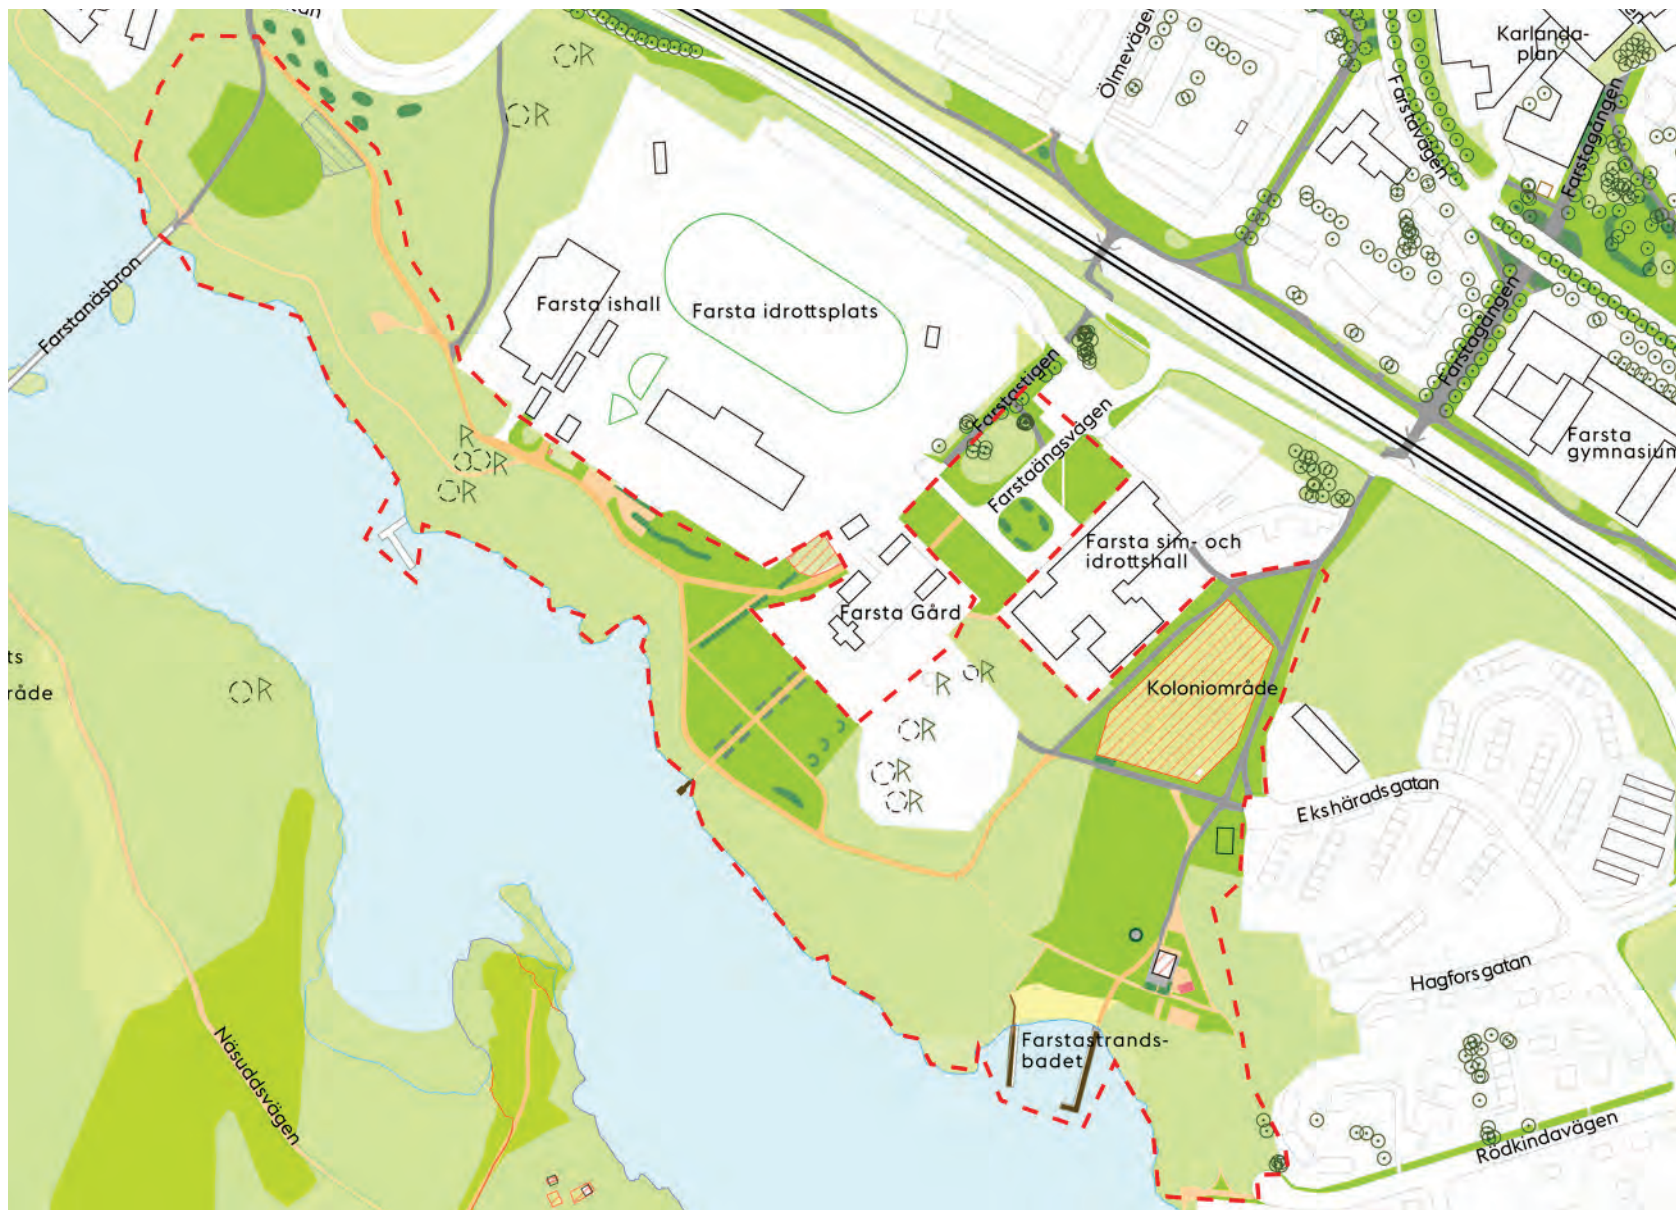 tan
Ölmevägen
Karlanda-
plan
Farstavägen
Farstagången
Farstanäsbron
Farsta ishall
Farsta idrottsplats
Farstagången
Farstastigen
Farstaängsvägen
Farsta
gymnasium
R
R
R
R
R
Farsta sim- och
idrottshall
Farsta Gård
ts
råde
R
R
R
R
R
R
Koloniområde
Ekshäradsgatan
Hagforsgatan
Näsuddsvägen
Farstastrands-
badet
Rödkindavägen